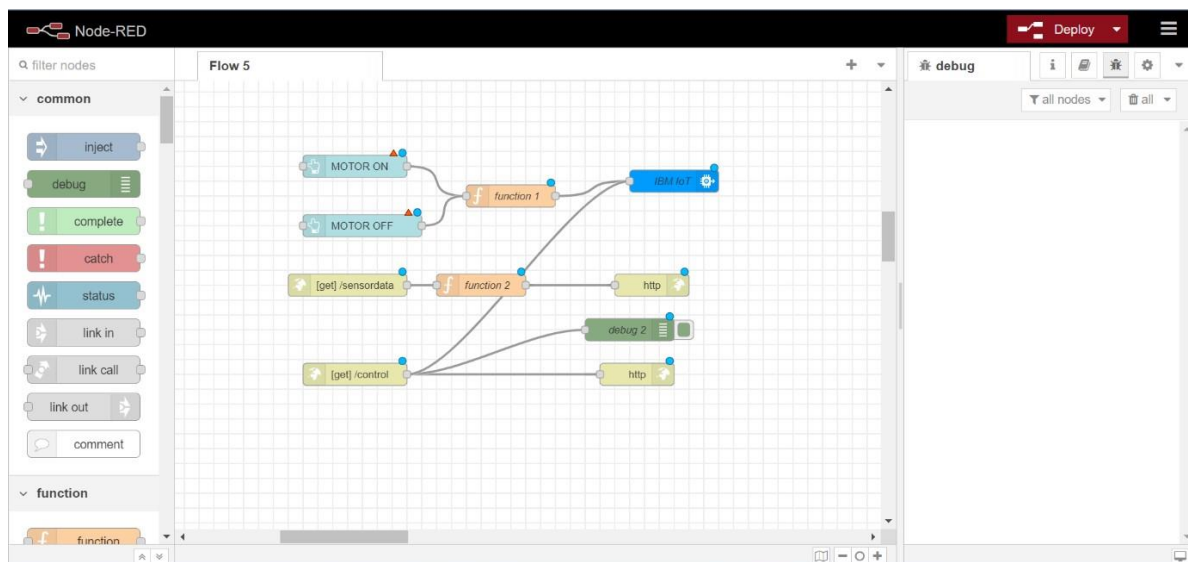 Node-RED
Deploy
filter nodes
Flow 5
debug
i
all nodes
all
common
inject
debug
complete
catch
status
link in
link call
link out
comment
function
function
MOTOR ON
MOTOR OFF
function 1
IBM IoT
[get] /sensordata
function 2
http
debug 2
[get] /control
http